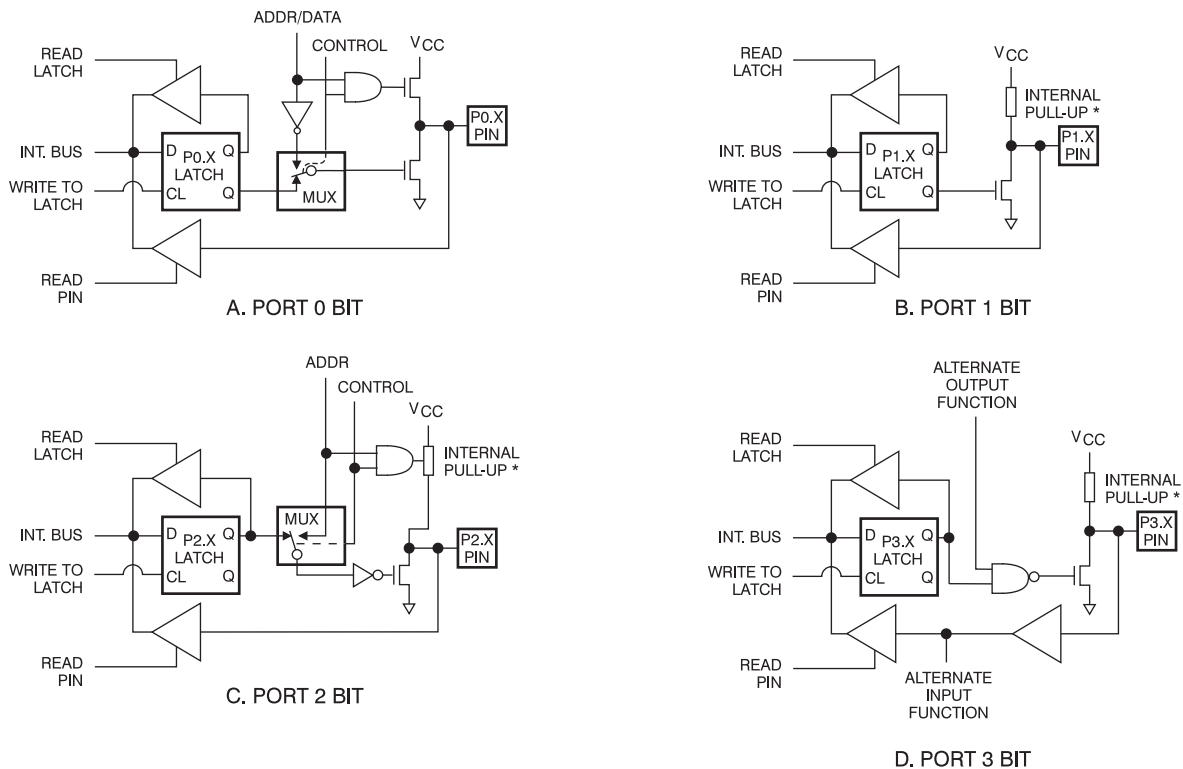 ADDR/DATA
CONTROL
VCC
READ
LATCH
P0.X
PIN
INT. BUS
D
Q
P0.X
LATCH
WRITE TO
LATCH
CL
Q
MUX
READ
PIN
A. PORT 0 BIT
VCC
READ
LATCH
INTERNAL
PULL-UP *
P1.X
PIN
INT. BUS
D
Q
P1.X
LATCH
WRITE TO
LATCH
CL
Q
READ
PIN
B. PORT 1 BIT
ADDR
CONTROL
VCC
READ
LATCH
INTERNAL
PULL-UP *
MUX
P2.X
PIN
INT. BUS
D
Q
P2.X
LATCH
WRITE TO
LATCH
CL
Q
READ
PIN
C. PORT 2 BIT
ALTERNATE
OUTPUT
FUNCTION
VCC
READ
LATCH
INTERNAL
PULL-UP *
P3.X
PIN
INT. BUS
D
Q
P3.X
LATCH
WRITE TO
LATCH
CL
Q
READ
PIN
ALTERNATE
INPUT
FUNCTION
D. PORT 3 BIT